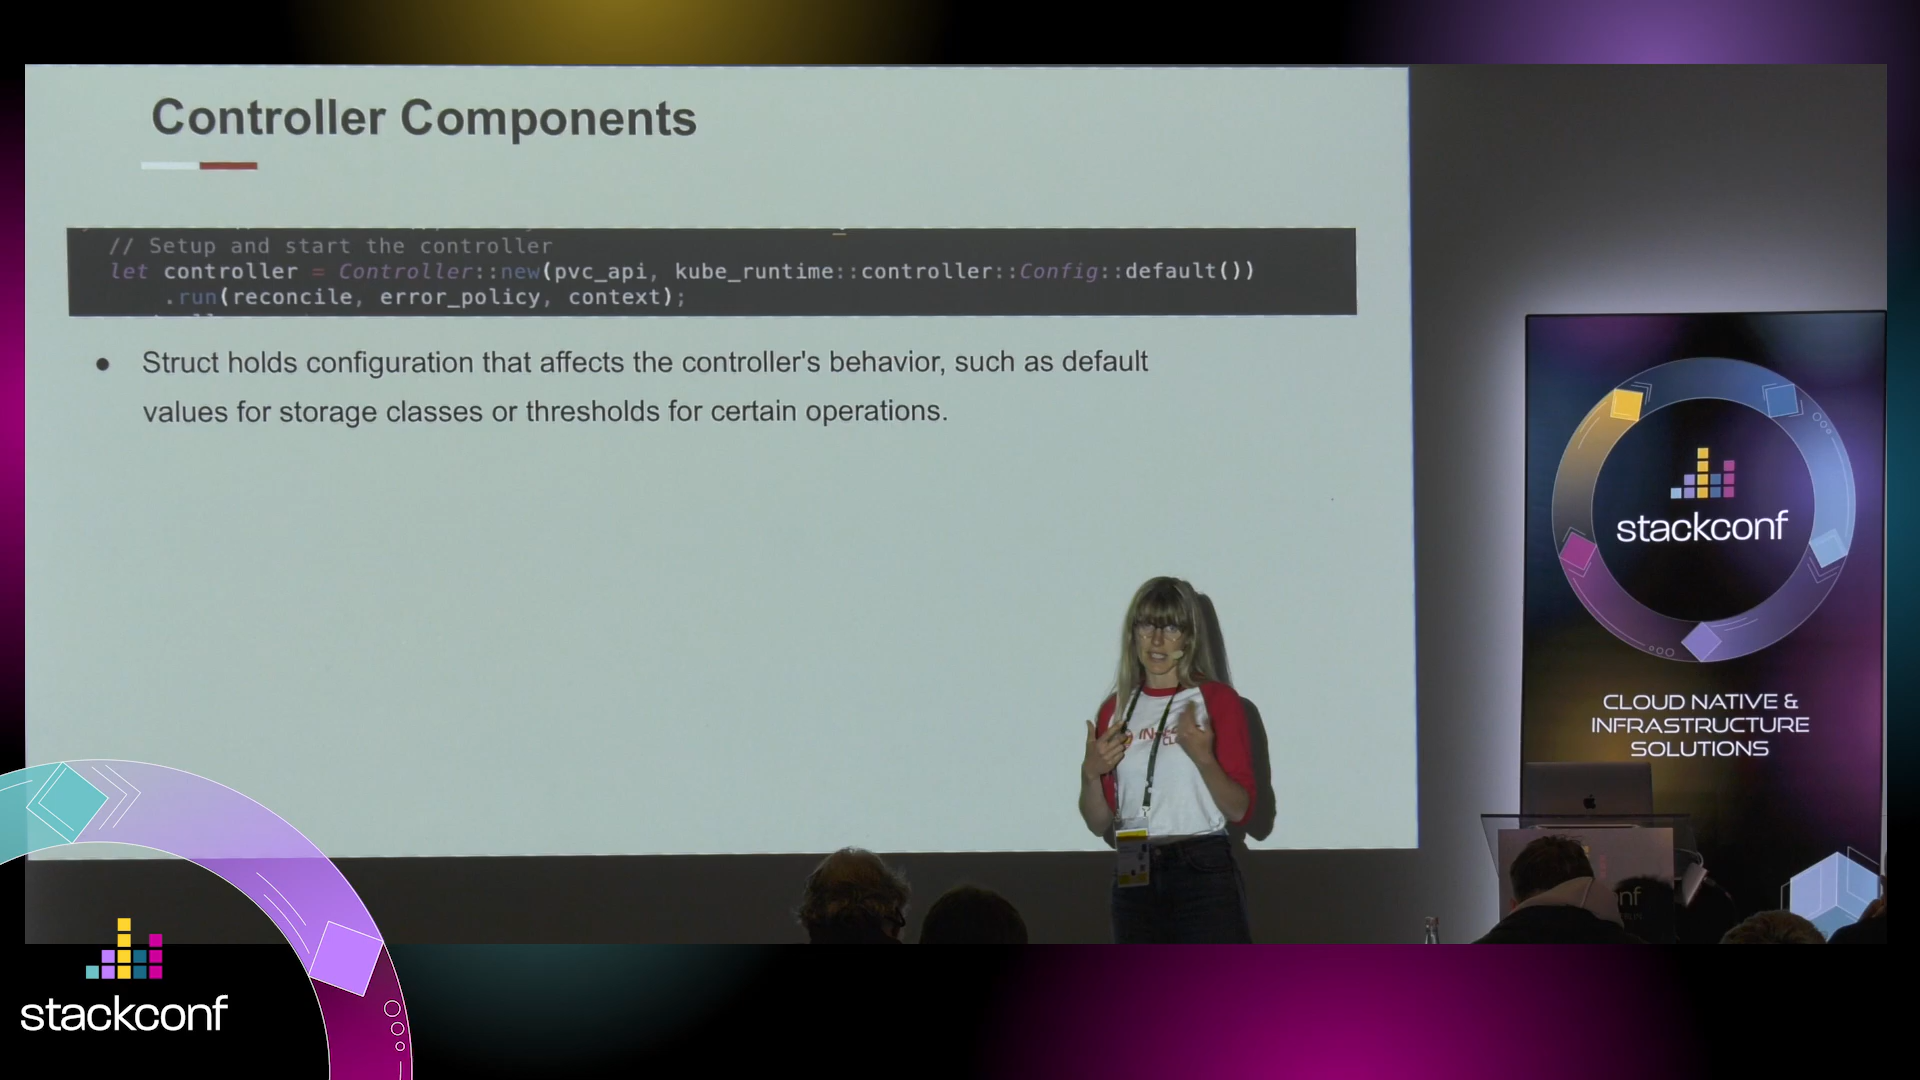 Controller Components
// Setup and start the controller
let controller = Controller::new(pvc_api, kube_runtime::controller::Config::default())
.run(reconcile, error_policy, context);
● Struct holds configuration that affects the controller's behavior, such as default
values for storage classes or thresholds for certain operations.
stackconf
CLOUD NATIVE &
INFRASTRUCTURE
SOLUTIONS
nf
stackconf